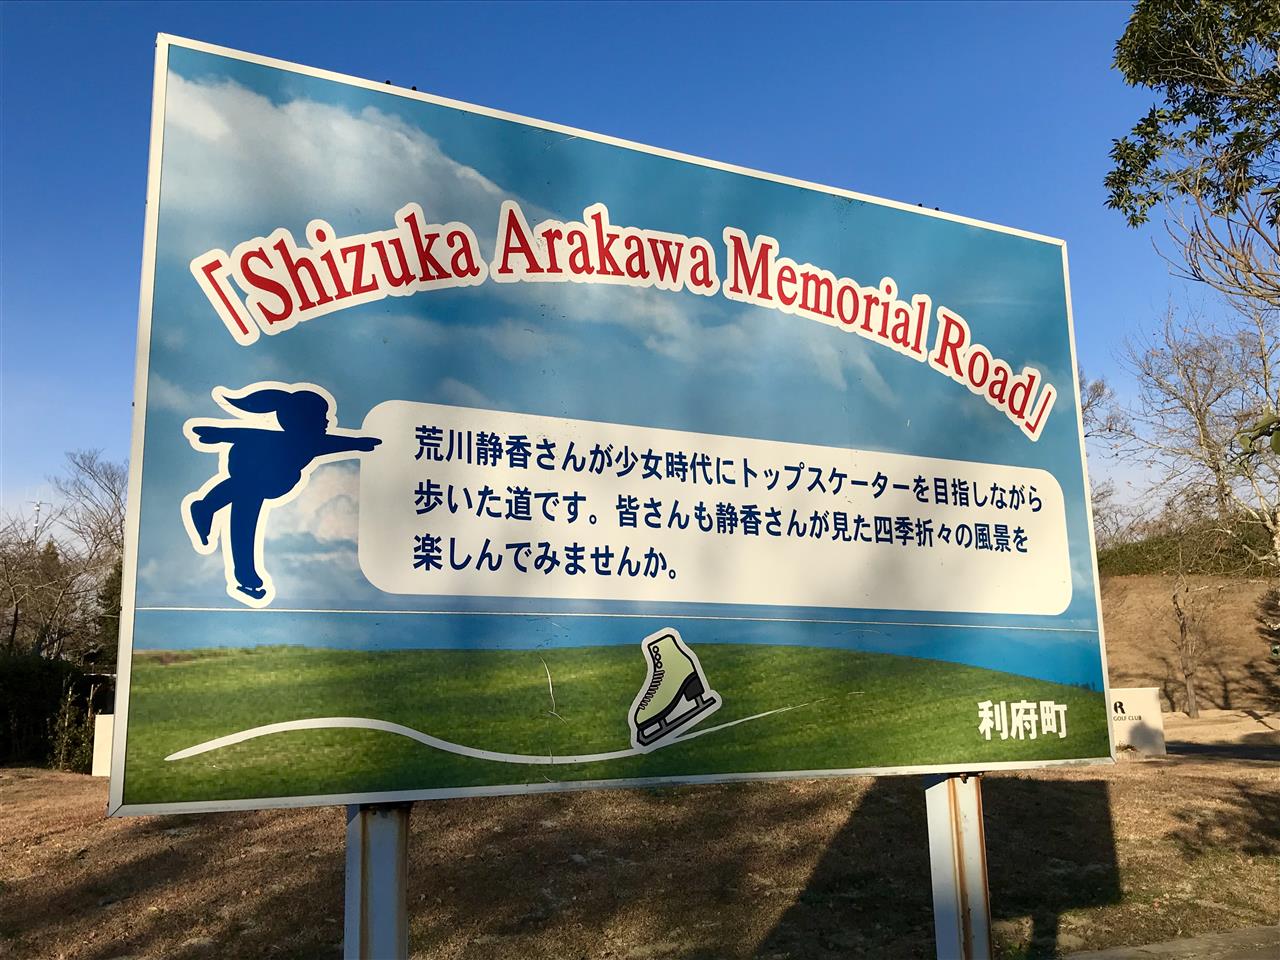 「Shizuka Arakawa Memorial Road」
荒川静香さんが少女時代にトップスケーターを目指しながら
歩いた道です。皆さんも静香さんが見た四季折々の風景を
楽しんでみませんか。
利府町
R
GOLF CLUB